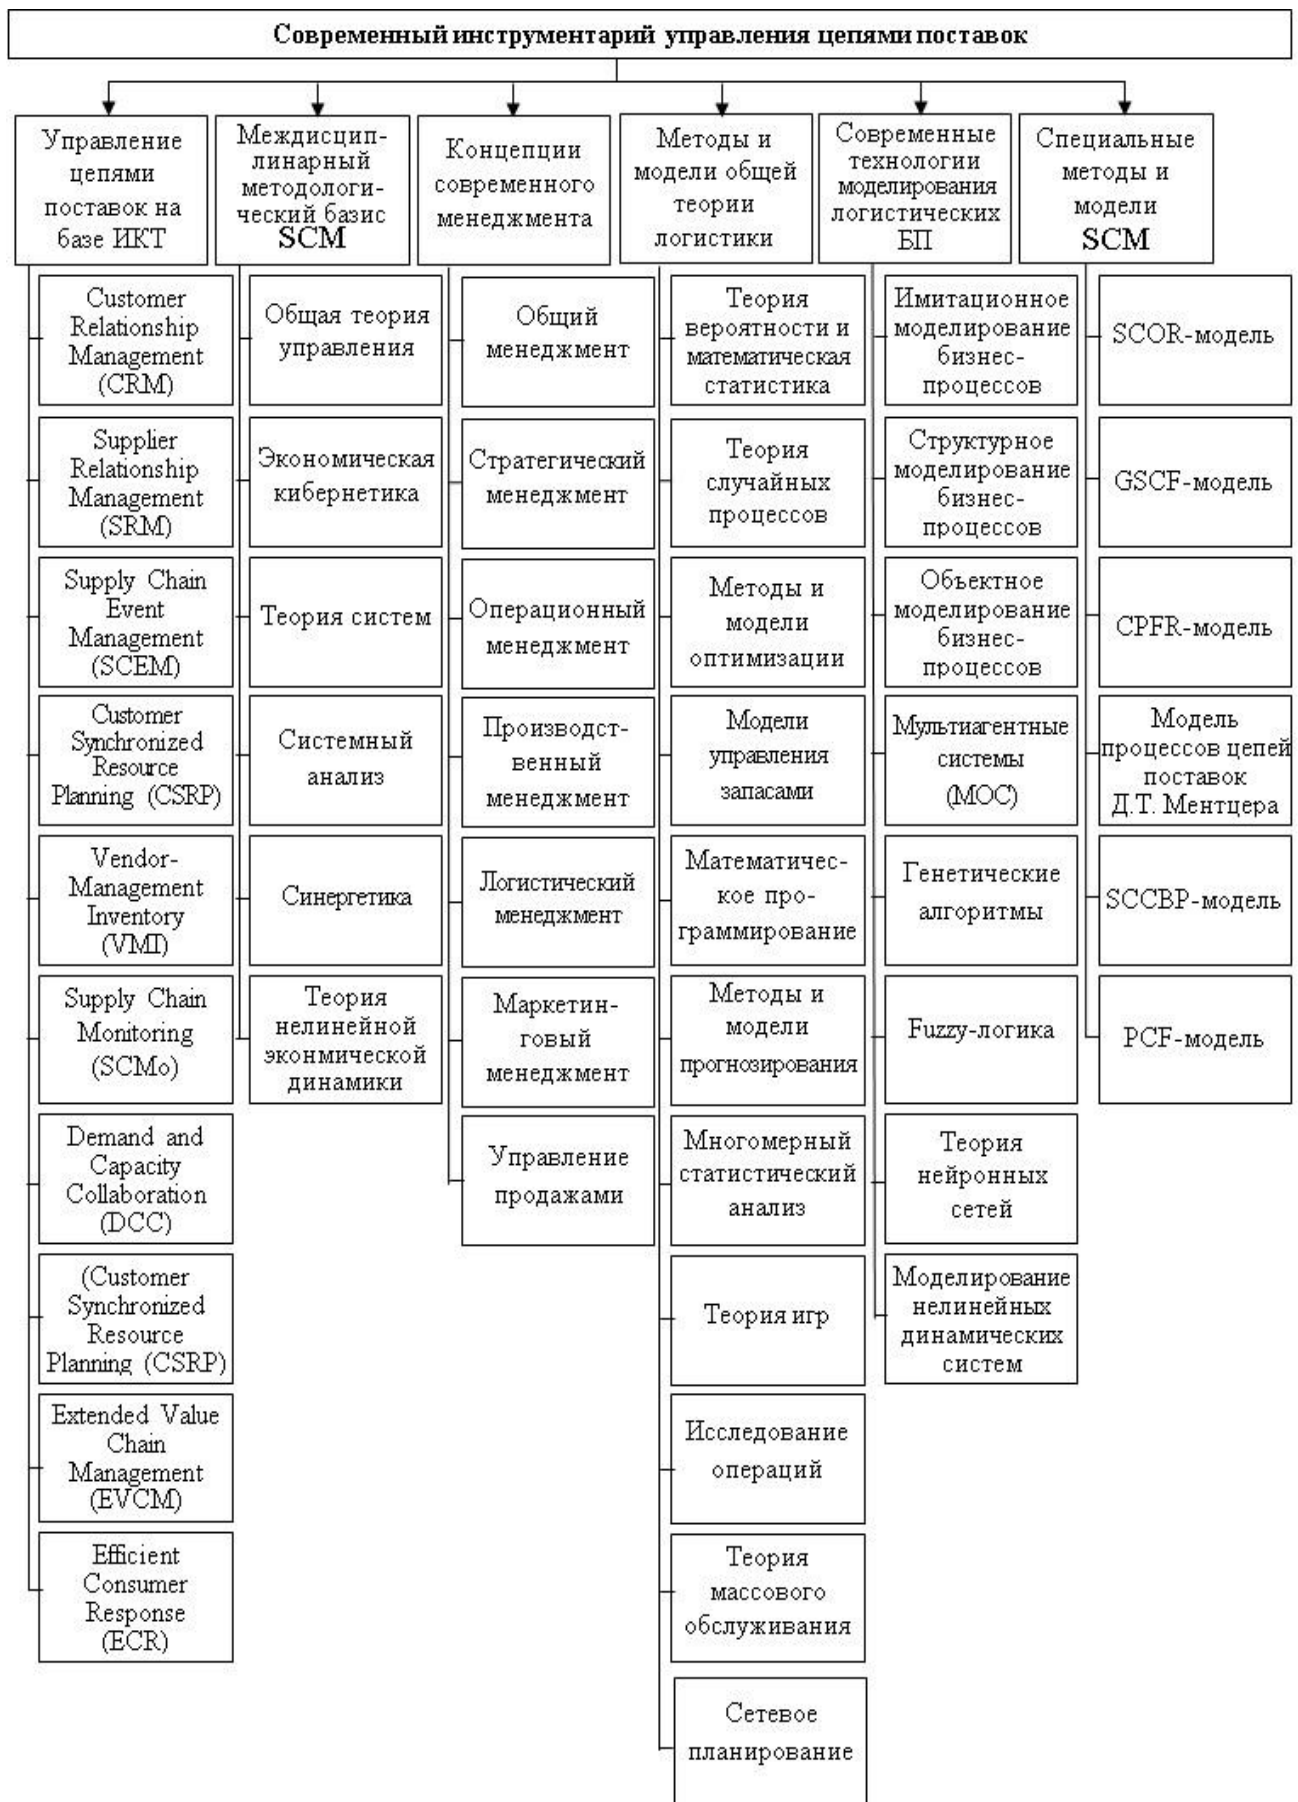 Современный инструментарий управления цепями поставок
Управление
цепями
поставок на
базе ИКТ
Междисцип-
линарный
методологи-
ческий базис
SCM
Концепции
современного
менеджмента
Методы и
модели общей
теории
логистики
Современные
технологии
моделирования
логистических
БП
Специальные
методы и
модели
SCM
Customer
Relationship
Management
(CRM)
Supplier
Relationship
Management
(SRM)
Supply Chain
Event
Management
(SCEM)
Customer
Synchronized
Resource
Planning (CSRP)
Vendor-
Management
Inventory
(VMI)
Supply Chain
Monitoring
(SCMo)
Demand and
Capacity
Collaboration
(DCC)
(Customer
Synchronized
Resource
Planning (CSRP)
Extended Value
Chain
Management
(EVCM)
Efficient
Consumer
Response
(ECR)
Общая теория
управления
Экономическая
кибернетика
Теория систем
Системный
анализ
Синергетика
Теория
нелинейной
эконмической
динамики
Общий
менеджмент
Стратегический
менеджмент
Операционный
менеджмент
Производст-
венный
менеджмент
Логистический
менеджмент
Маркетин-
говый
менеджмент
Управление
продажами
Теория
вероятности и
математическая
статистика
Теория
случайных
процессов
Методы и
модели
оптимизации
Модели
управления
запасами
Математичес-
кое про-
граммирование
Методы и
модели
прогнозирования
Многомерный
статистический
анализ
Теория игр
Исследование
операций
Теория
массового
обслуживания
Сетевое
планирование
Имитационное
моделирование
бизнес-
процессов
Структурное
моделирование
бизнес-
процессов
Объектное
моделирование
бизнес-
процессов
Мультиагентные
системы
(МОС)
Генетические
алгоритмы
Fuzzy-логика
Теория
нейронных
сетей
Моделирование
нелинейных
динамических
систем
SCOR-модель
GSCF-модель
CPFR-модель
Модель
процессов цепей
поставок
Д.Т. Ментцера
SCCBP-модель
PCF-модель